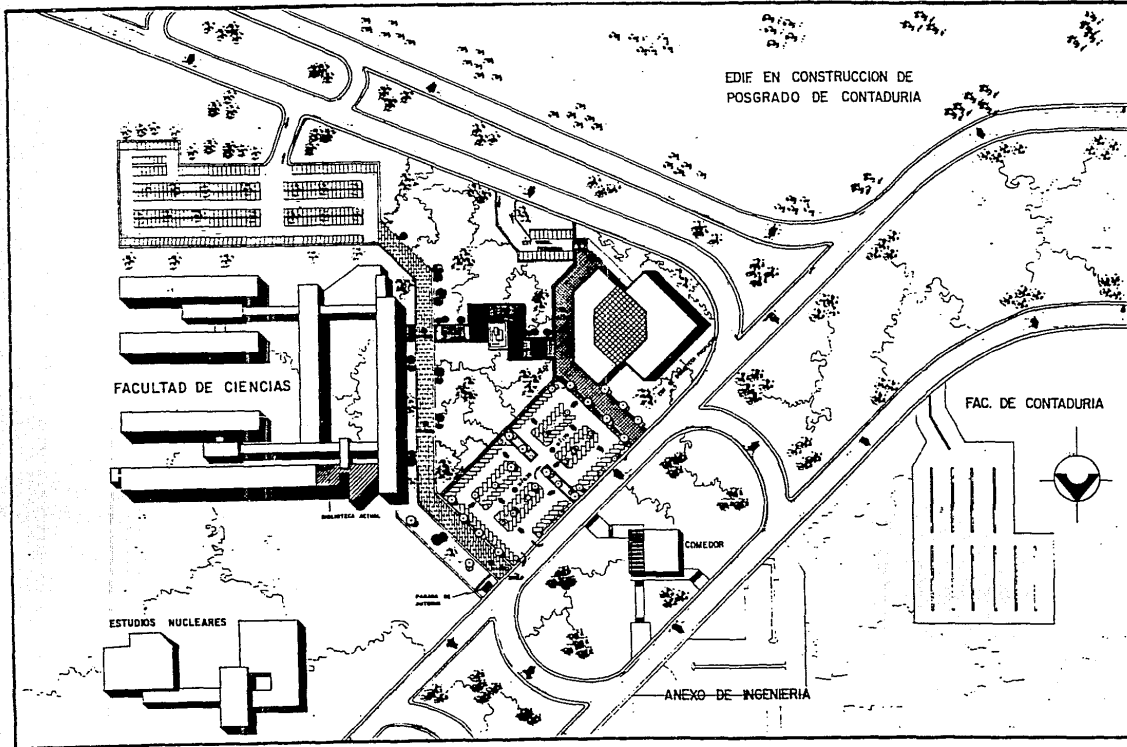 EDIF. EN CONSTRUCCION DE
POSGRADO DE CONTADURIA
FACULTAD DE CIENCIAS
FAC. DE CONTADURIA
BIBLIOTECA ACTUAL
COMEDOR
PARADA DE
ESTUDIOS NUCLEARES
ANEXO DE INGENIERIA